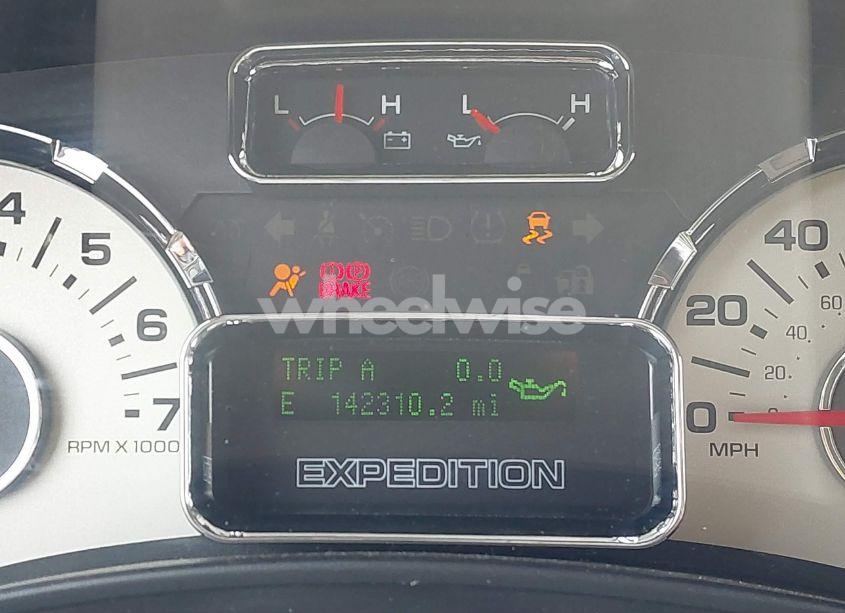 L H L H
4
5
6
7
RPM X 1000
BRAKE
wheelwise
TRIP A 0.0
E 142310.2 mi
EXPEDITION
40
60
20
40
20
0
0
MPH